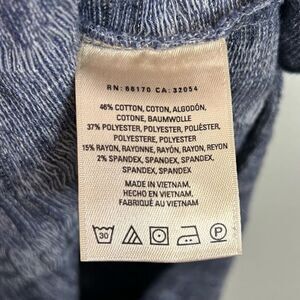 RN: 66170 CA: 32054
46% COTTON, COTON, ALGODÓN,
COTONE, BAUMWOLLE
37% POLYESTER, POLYESTER, POLIÉSTER,
POLYESTERE, POLYESTER
15% RAYON, RAYONNE, RAYÓN, RAYON, REYON
2% SPANDEX, SPANDEX, SPANDEX,
SPANDEX, SPANDEX
MADE IN VIETNAM,
HECHO EN VIETNAM,
FABRIQUÉ AU VIETNAM
30 P